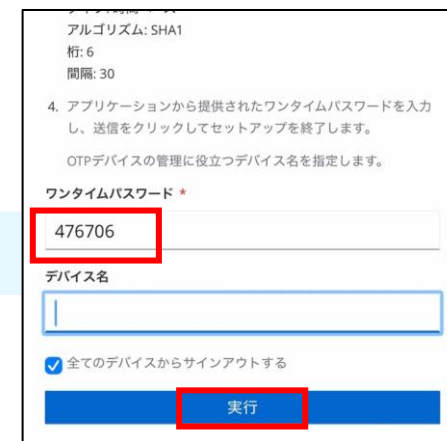 アルゴリズム: SHA1
桁: 6
間隔: 30
4. アプリケーションから提供されたワンタイムパスワードを入力
し、送信をクリックしてセットアップを終了します。
OTPデバイスの管理に役立つデバイス名を指定します。
ワンタイムパスワード *
476706
デバイス名
全てのデバイスからサインアウトする
実行